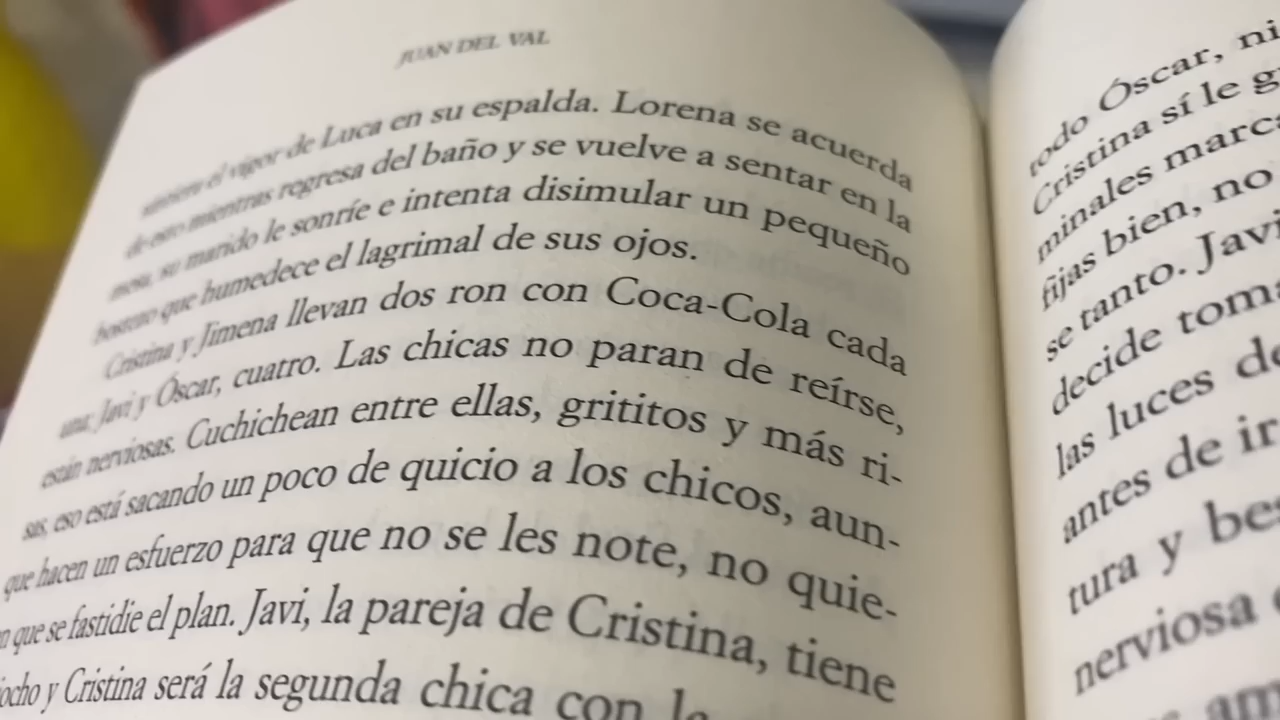 JUAN DEL VAL
el vigor de Luca en su espalda. Lorena se acuerda
de esto mientras regresa del baño y se vuelve a sentar en la
mesa, su marido le sonríe e intenta disimular un pequeño
bostezo que humedece el lagrimal de sus ojos.
Cristina y Jimena llevan dos ron con Coca-Cola cada
una; Javi y Óscar, cuatro. Las chicas no paran de reírse,
están nerviosas. Cuchichean entre ellas, grititos y más ri-
sas, eso está sacando un poco de quicio a los chicos, aun-
que hacen un esfuerzo para que no se les note, no quie-
que se fastidie el plan. Javi, la pareja de Cristina, tiene
y Cristina será la segunda chica con
todo Óscar, ni
Cristina sí le
minales
fijas bien, no
se tanto. Javi
decide
las luces
antes de ir
tura y
nerviosa